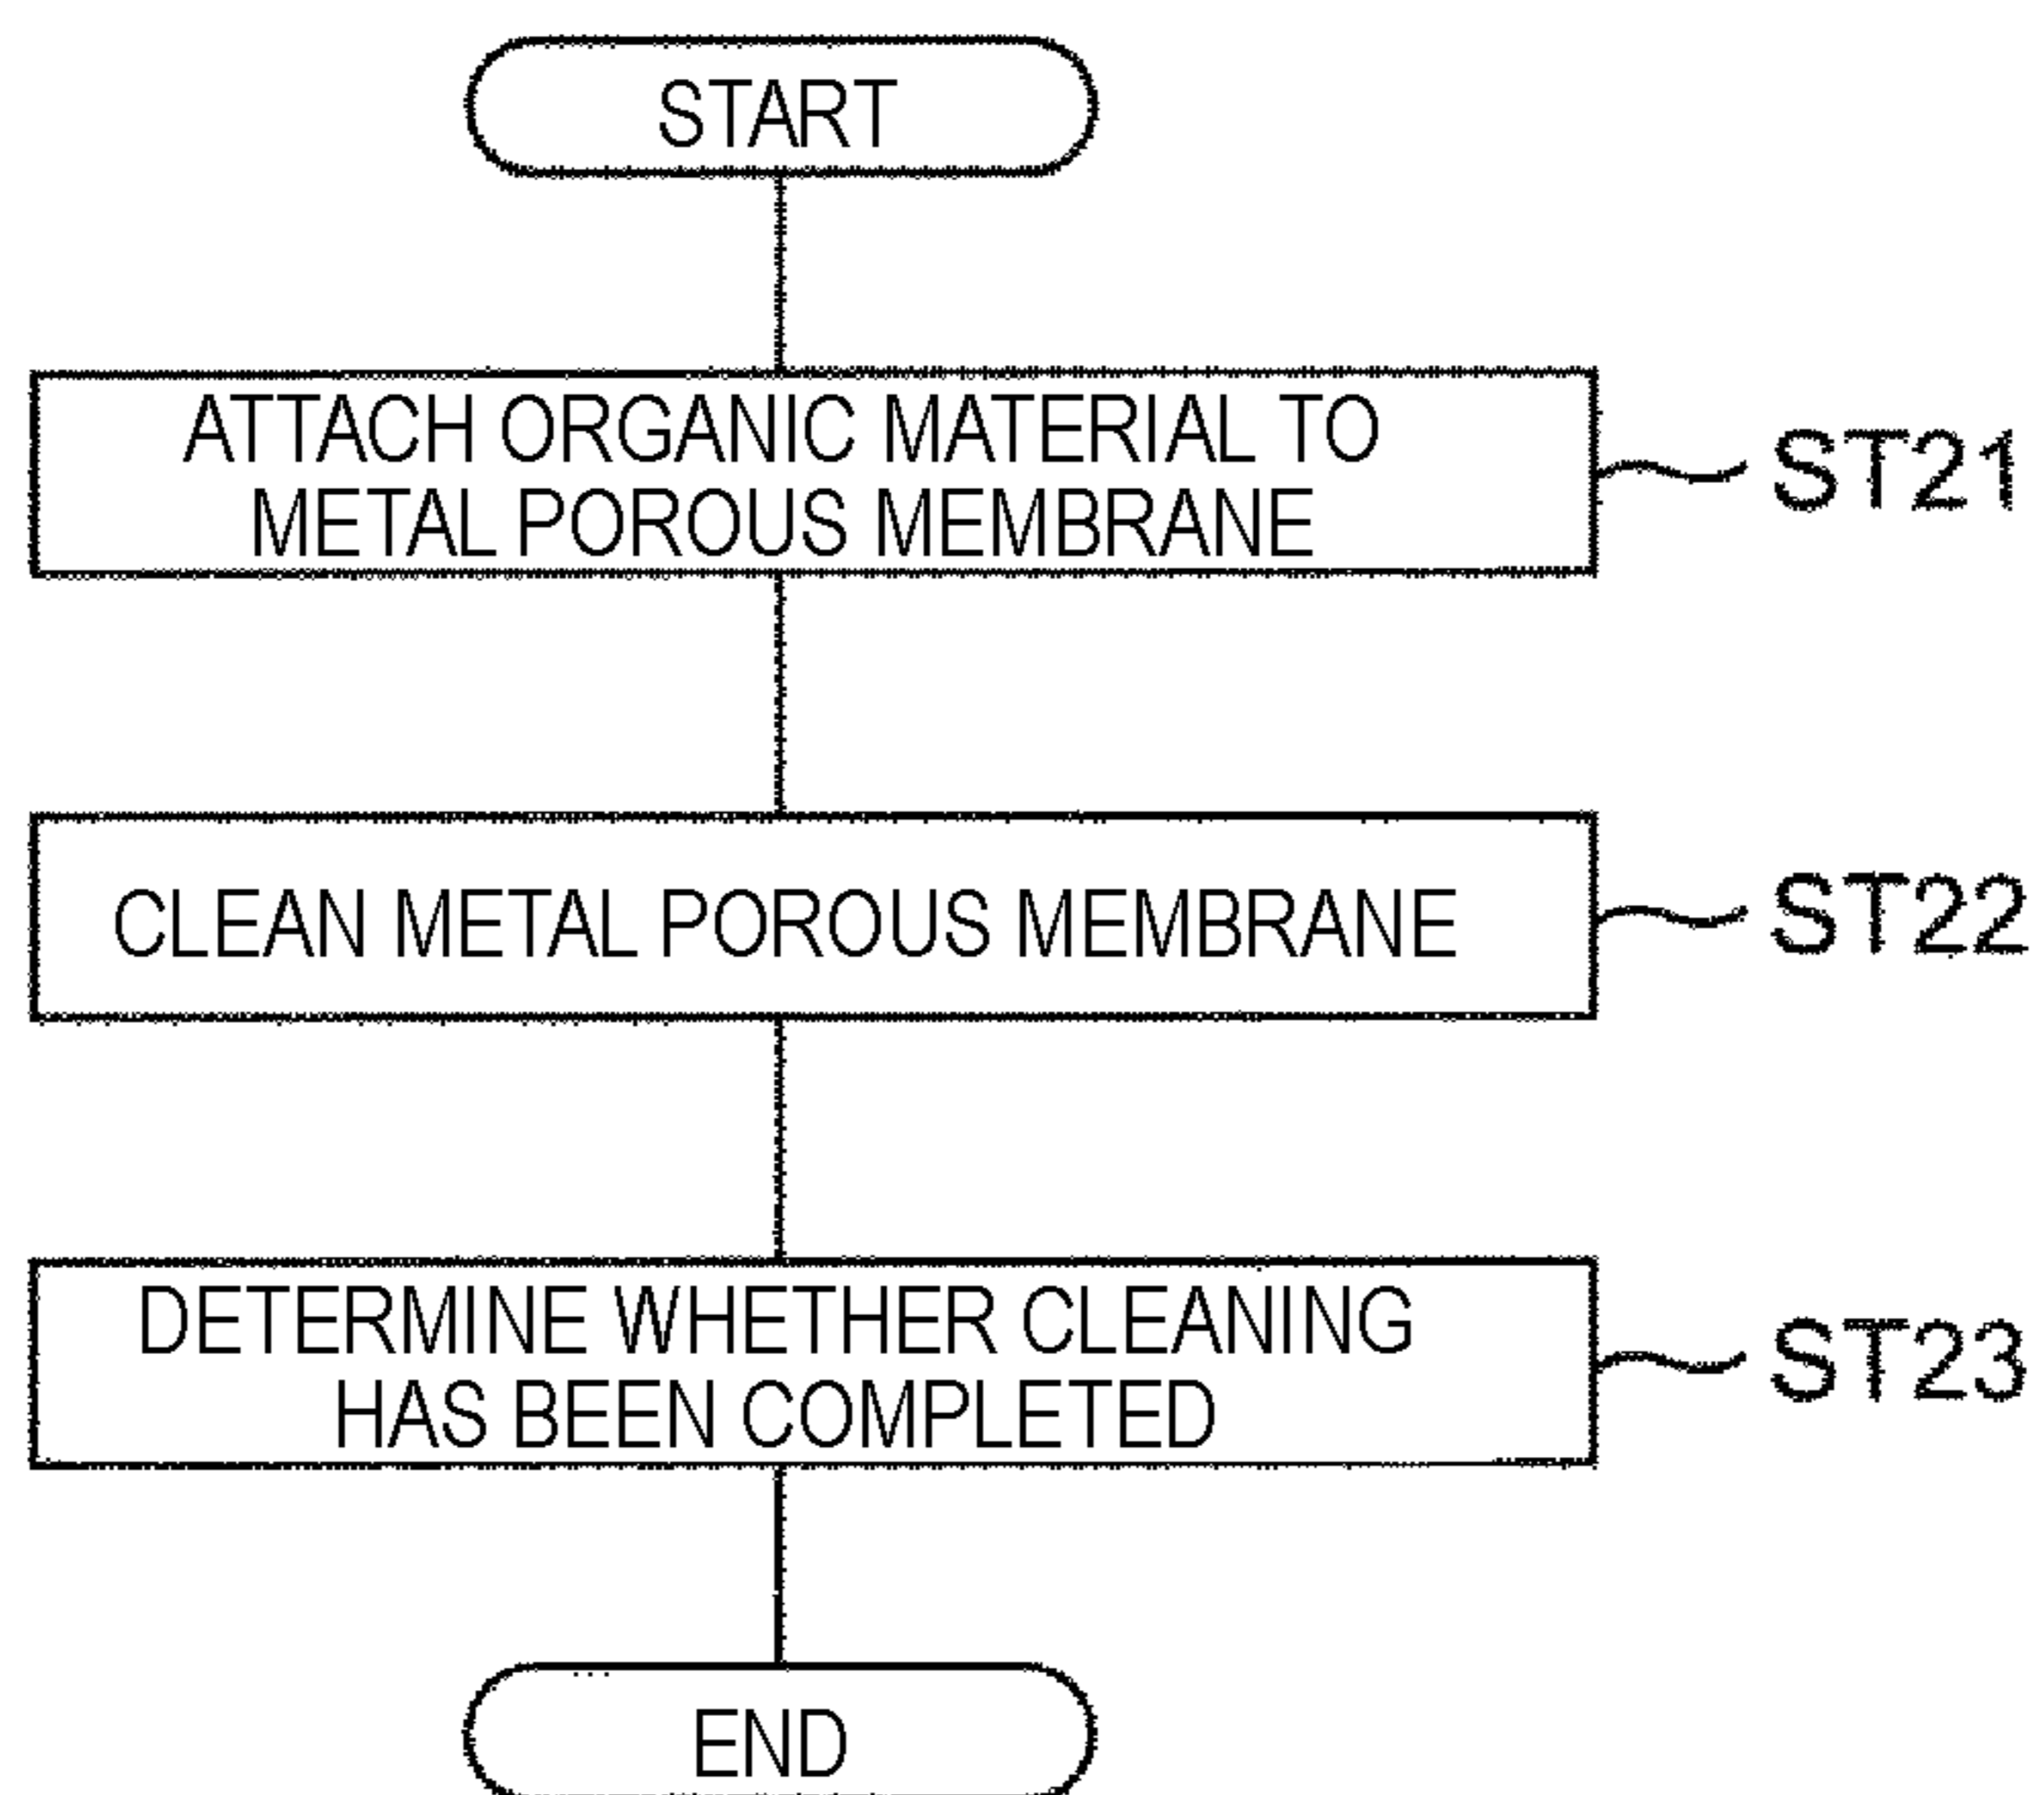 START
ATTACH ORGANIC MATERIAL TO
METAL POROUS MEMBRANE
ST21
CLEAN METAL POROUS MEMBRANE
ST22
DETERMINE WHETHER CLEANING
HAS BEEN COMPLETED
ST23
END